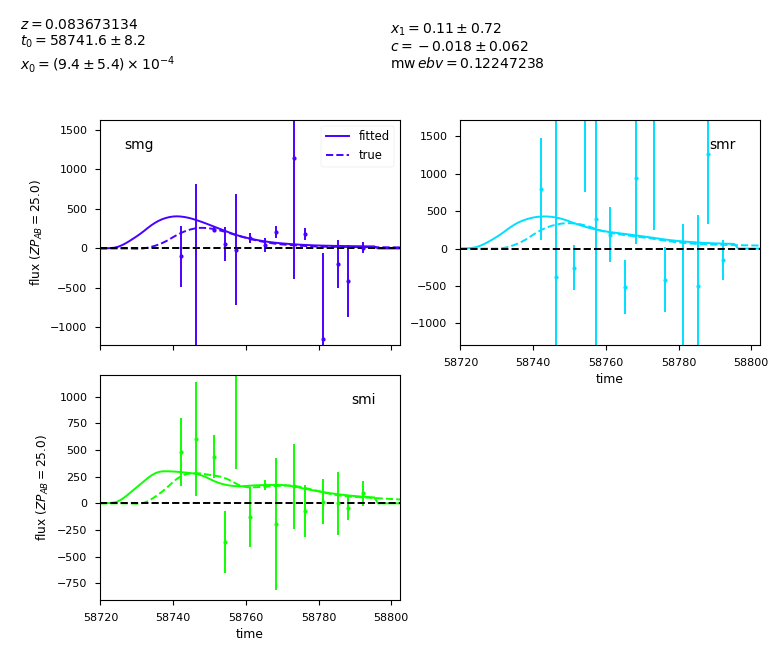 z = 0.083673134
t₀ = 58741.6 ± 8.2
x₀ = (9.4 ± 5.4) × 10⁻⁴
x₁ = 0.11 ± 0.72
c = −0.018 ± 0.062
mw ebv = 0.12247238
smg
fitted
true
1500
1000
500
0
−500
−1000
flux (ZP_AB = 25.0)
smr
1500
1000
500
0
−500
−1000
58720 58740 58760 58780 58800
time
smi
1000
750
500
250
0
−250
−500
−750
flux (ZP_AB = 25.0)
58720 58740 58760 58780 58800
time